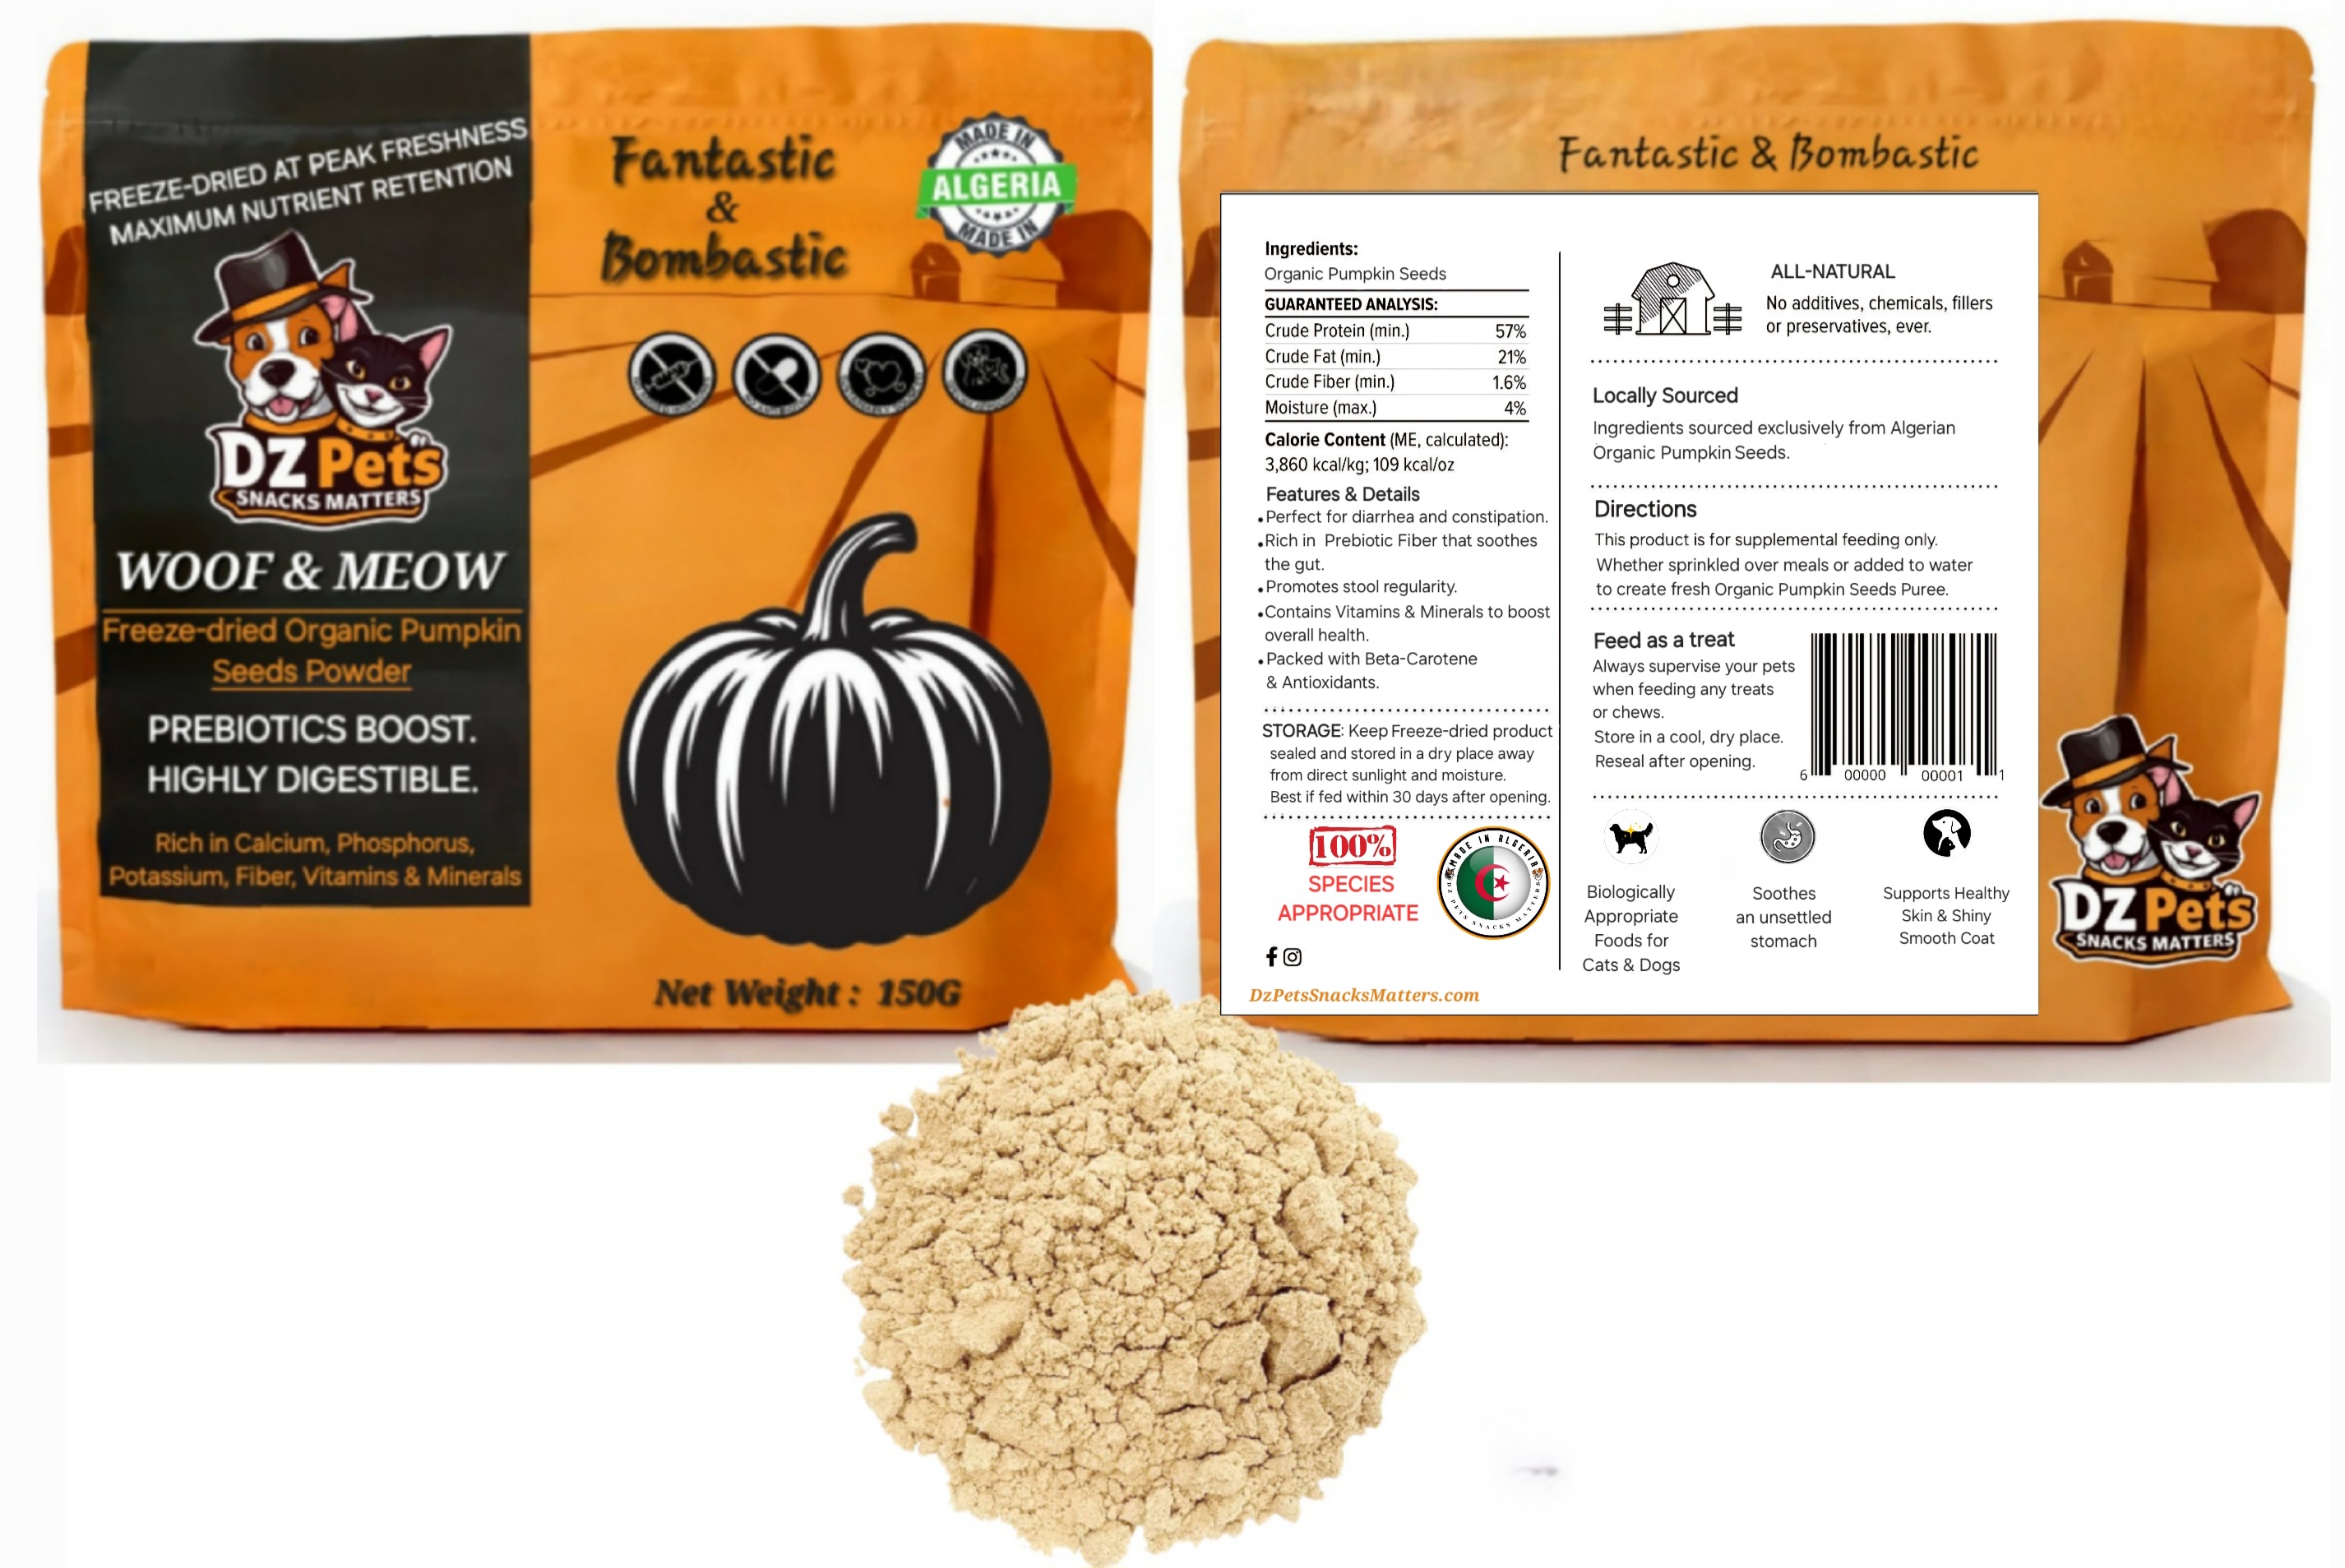 FREEZE-DRIED AT PEAK FRESHNESS
MAXIMUM NUTRIENT RETENTION
DZ Pets
SNACKS MATTERS
WOOF & MEOW
Freeze-dried Organic Pumpkin
Seeds Powder
PREBIOTICS BOOST.
HIGHLY DIGESTIBLE.
Rich in Calcium, Phosphorus,
Potassium, Fiber, Vitamins & Minerals
Fantastic
&
Bombastic
MADE IN
ALGERIA
MADE IN
Net Weight : 150G
Fantastic & Bombastic
Ingredients:
Organic Pumpkin Seeds
GUARANTEED ANALYSIS:
Crude Protein (min.) 57%
Crude Fat (min.) 21%
Crude Fiber (min.) 1.6%
Moisture (max.) 4%
Calorie Content (ME, calculated):
3,860 kcal/kg; 109 kcal/oz
Features & Details
•Perfect for diarrhea and constipation.
•Rich in Prebiotic Fiber that soothes
the gut.
•Promotes stool regularity.
•Contains Vitamins & Minerals to boost
overall health.
•Packed with Beta-Carotene
& Antioxidants.
STORAGE: Keep Freeze-dried product
sealed and stored in a dry place away
from direct sunlight and moisture.
Best if fed within 30 days after opening.
100%
SPECIES
APPROPRIATE
MADE IN ALGERIA
DZ PETS SNACKS MATTERS
DzPetsSnacksMatters.com
ALL-NATURAL
No additives, chemicals, fillers
or preservatives, ever.
Locally Sourced
Ingredients sourced exclusively from Algerian
Organic Pumpkin Seeds.
Directions
This product is for supplemental feeding only.
Whether sprinkled over meals or added to water
to create fresh Organic Pumpkin Seeds Puree.
Feed as a treat
Always supervise your pets
when feeding any treats
or chews.
Store in a cool, dry place.
Reseal after opening.
6 00000 00001 1
Biologically
Appropriate
Foods for
Cats & Dogs
Soothes
an unsettled
stomach
Supports Healthy
Skin & Shiny
Smooth Coat
DZ Pets
SNACKS MATTERS